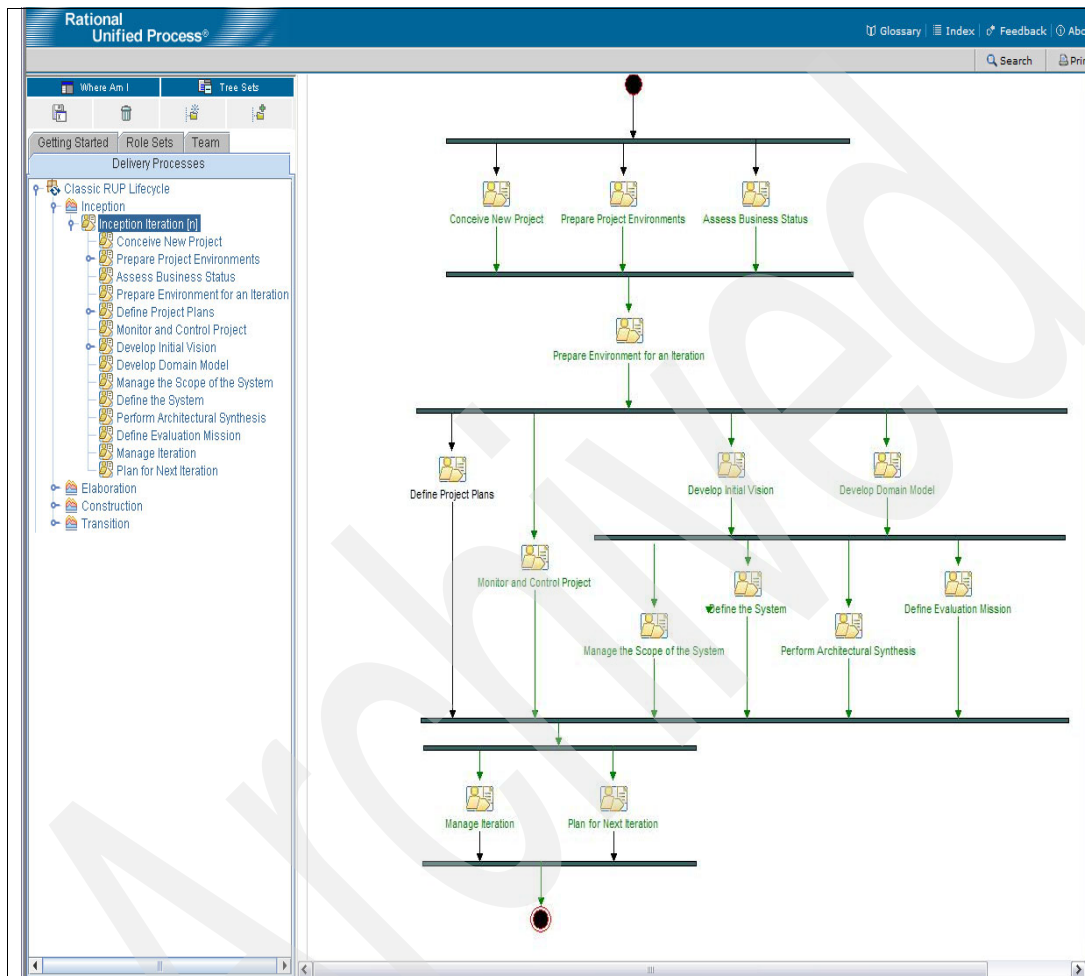 Rational
Unified Process®
Glossary Index Feedback Abo
Search Prin
Where Am I Tree Sets
Getting Started Role Sets Team
Delivery Processes
Classic RUP Lifecycle
Inception
Inception Iteration [n]
Conceive New Project
Prepare Project Environments
Assess Business Status
Prepare Environment for an Iteration
Define Project Plans
Monitor and Control Project
Develop Initial Vision
Develop Domain Model
Manage the Scope of the System
Define the System
Perform Architectural Synthesis
Define Evaluation Mission
Manage Iteration
Plan for Next Iteration
Elaboration
Construction
Transition
Conceive New Project Prepare Project Environments Assess Business Status
Prepare Environment for an Iteration
Define Project Plans Develop Initial Vision Develop Domain Model
Monitor and Control Project Define the System Define Evaluation Mission
Manage the Scope of the System Perform Architectural Synthesis
Manage Iteration Plan for Next Iteration
Archived